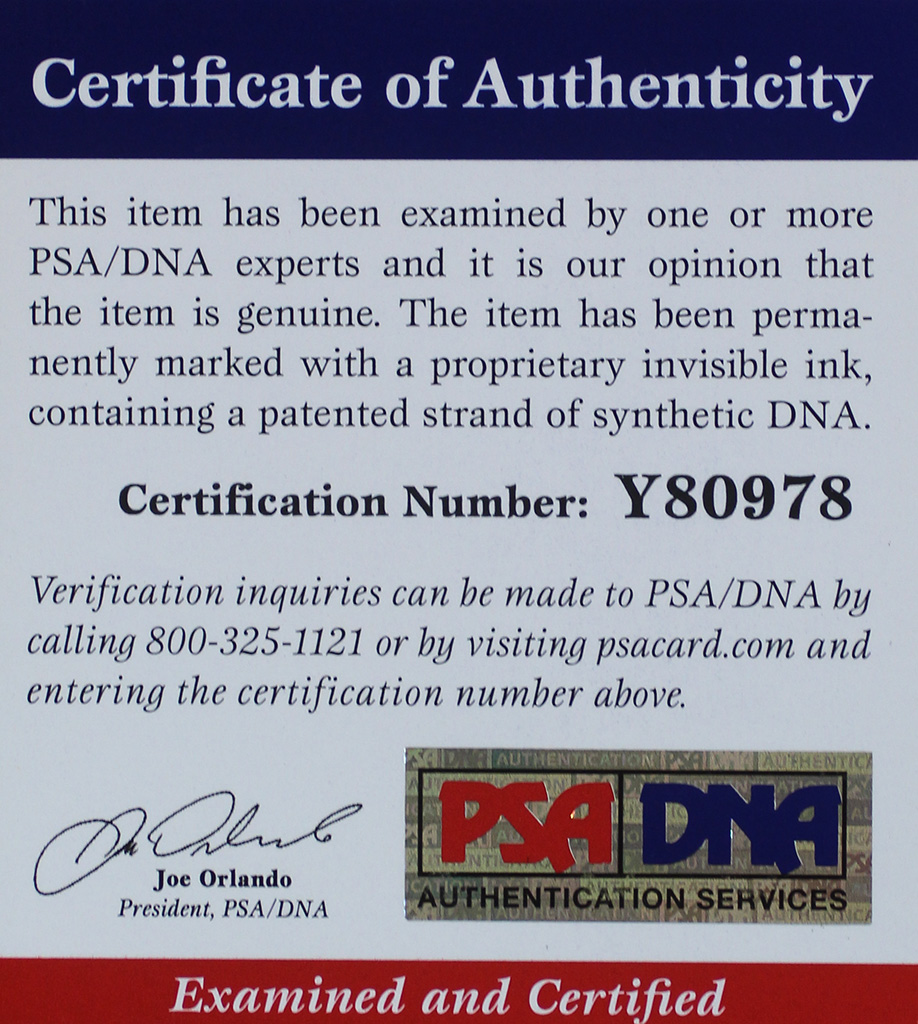 Certificate of Authenticity
This item has been examined by one or more
PSA/DNA experts and it is our opinion that
the item is genuine. The item has been perma-
nently marked with a proprietary invisible ink,
containing a patented strand of synthetic DNA.
Certification Number: Y80978
Verification inquiries can be made to PSA/DNA by
calling 800-325-1121 or by visiting psacard.com and
entering the certification number above.
Joe Orlando
President, PSA/DNA
PSA DNA
AUTHENTICATION SERVICES
Examined and Certified